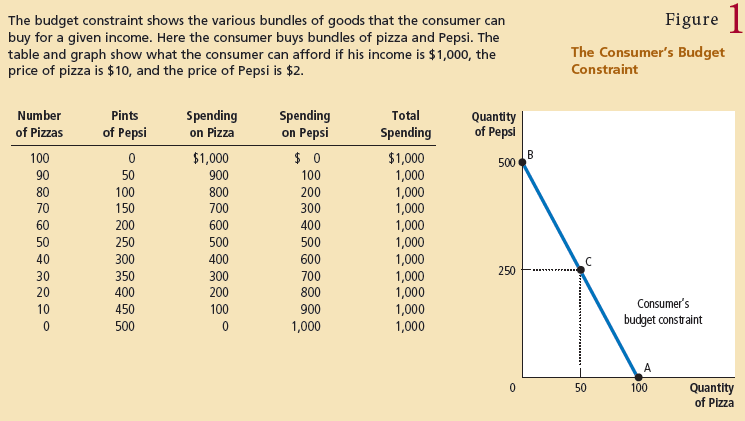 The budget constraint shows the various bundles of goods that the consumer can
buy for a given income. Here the consumer buys bundles of pizza and Pepsi. The
table and graph show what the consumer can afford if his income is $1,000, the
price of pizza is $10, and the price of Pepsi is $2.
Figure 1
The Consumer's Budget
Constraint
Number Pints Spending Spending Total
of Pizzas of Pepsi on Pizza on Pepsi Spending
100 0 $1,000 $ 0 $1,000
90 50 900 100 1,000
80 100 800 200 1,000
70 150 700 300 1,000
60 200 600 400 1,000
50 250 500 500 1,000
40 300 400 600 1,000
30 350 300 700 1,000
20 400 200 800 1,000
10 450 100 900 1,000
0 500 0 1,000 1,000
Quantity
of Pepsi
500 B
250 C
Consumer's
budget constraint
A
0 50 100 Quantity
of Pizza